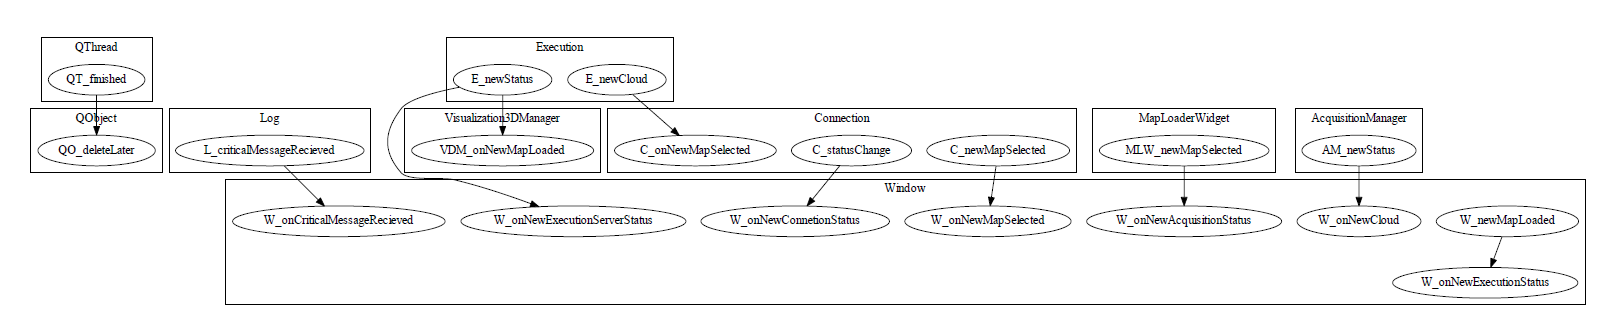 QThread
Execution
QT_finished
E_newStatus
E_newCloud
QObject
Log
Visualization3DManager
Connection
MapLoaderWidget
AcquisitionManager
QO_deleteLater
L_criticalMessageRecieved
VDM_onNewMapLoaded
C_onNewMapSelected
C_statusChange
C_newMapSelected
MLW_newMapSelected
AM_newStatus
Window
W_onCriticalMessageRecieved
W_onNewExecutionServerStatus
W_onNewConnetionStatus
W_onNewMapSelected
W_onNewAcquisitionStatus
W_onNewCloud
W_newMapLoaded
W_onNewExecutionStatus